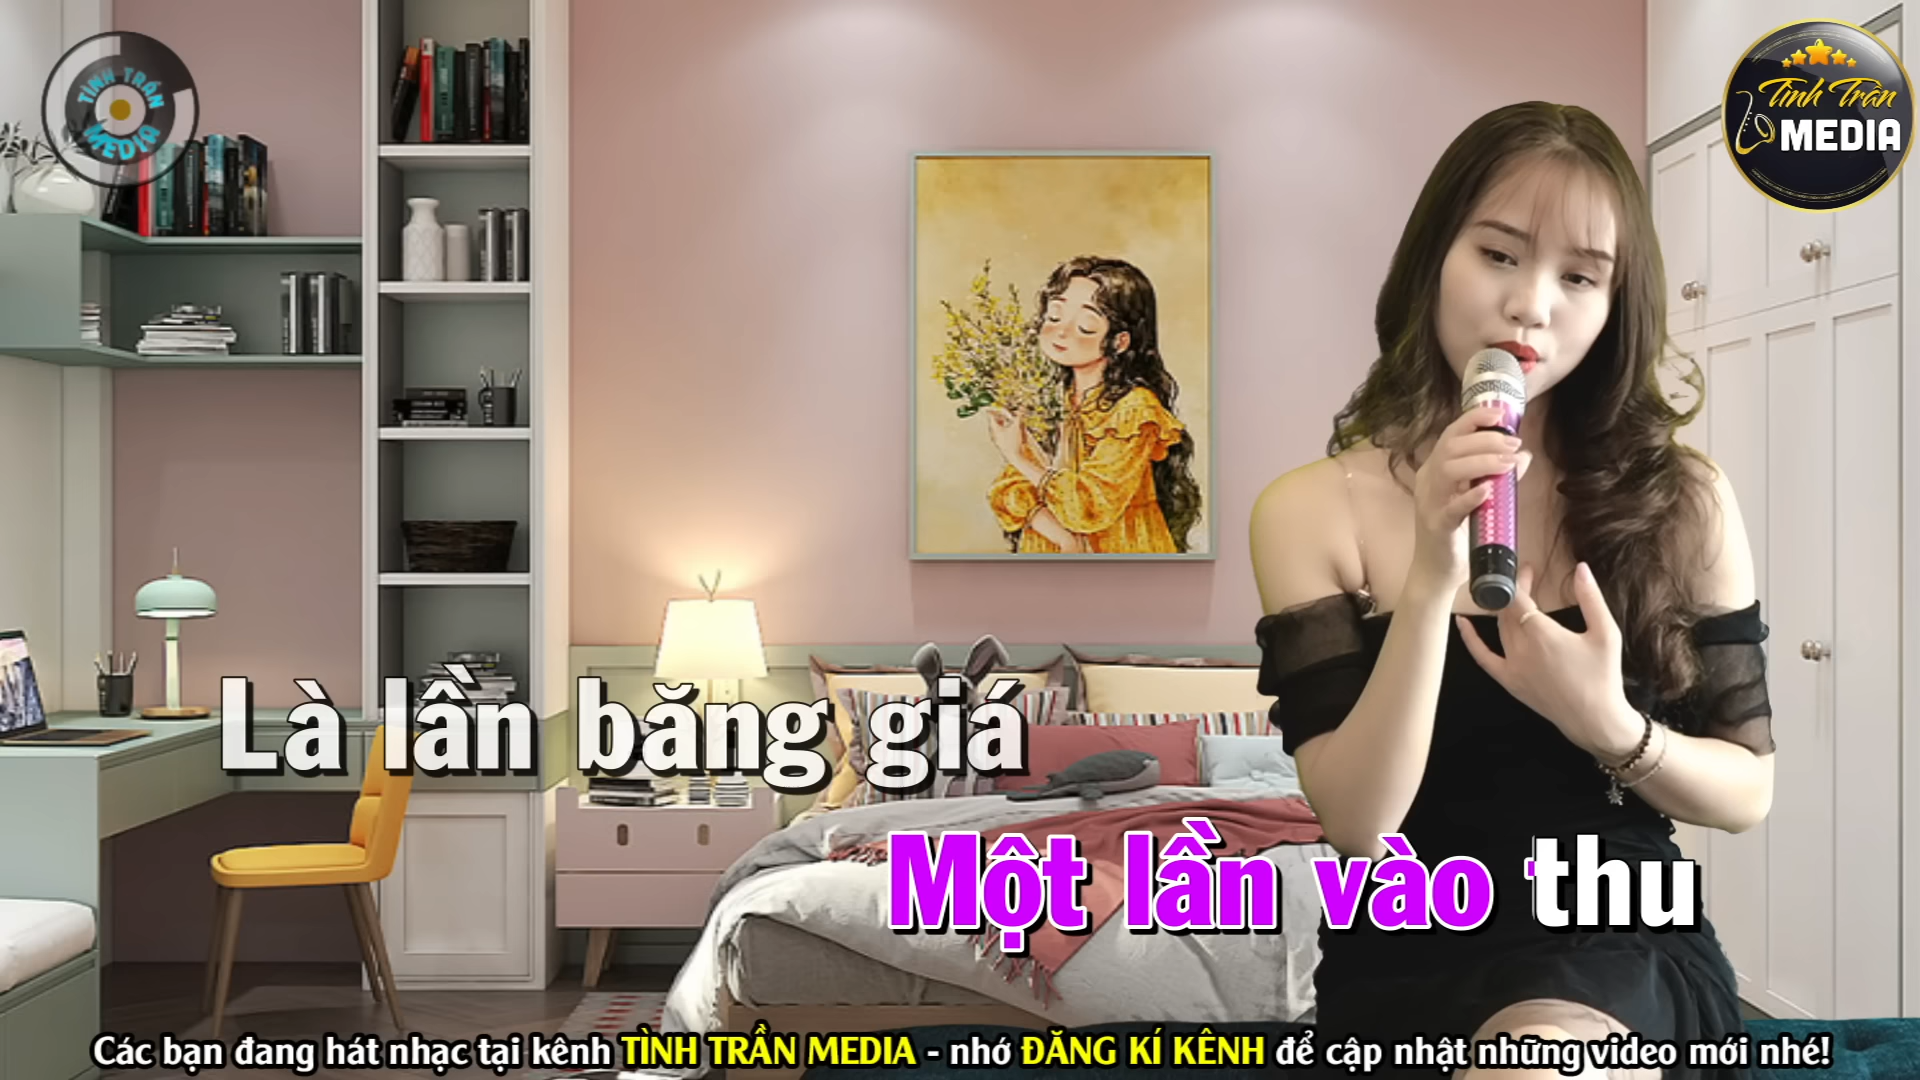 TÌNH TRẦN
MEDIA
Tình Trần
MEDIA
Là lần băng giá
Một lần vào thu
Các bạn đang hát nhạc tại kênh TÌNH TRẦN MEDIA - nhớ ĐĂNG KÍ KÊNH để cập nhật những video mới nhé!